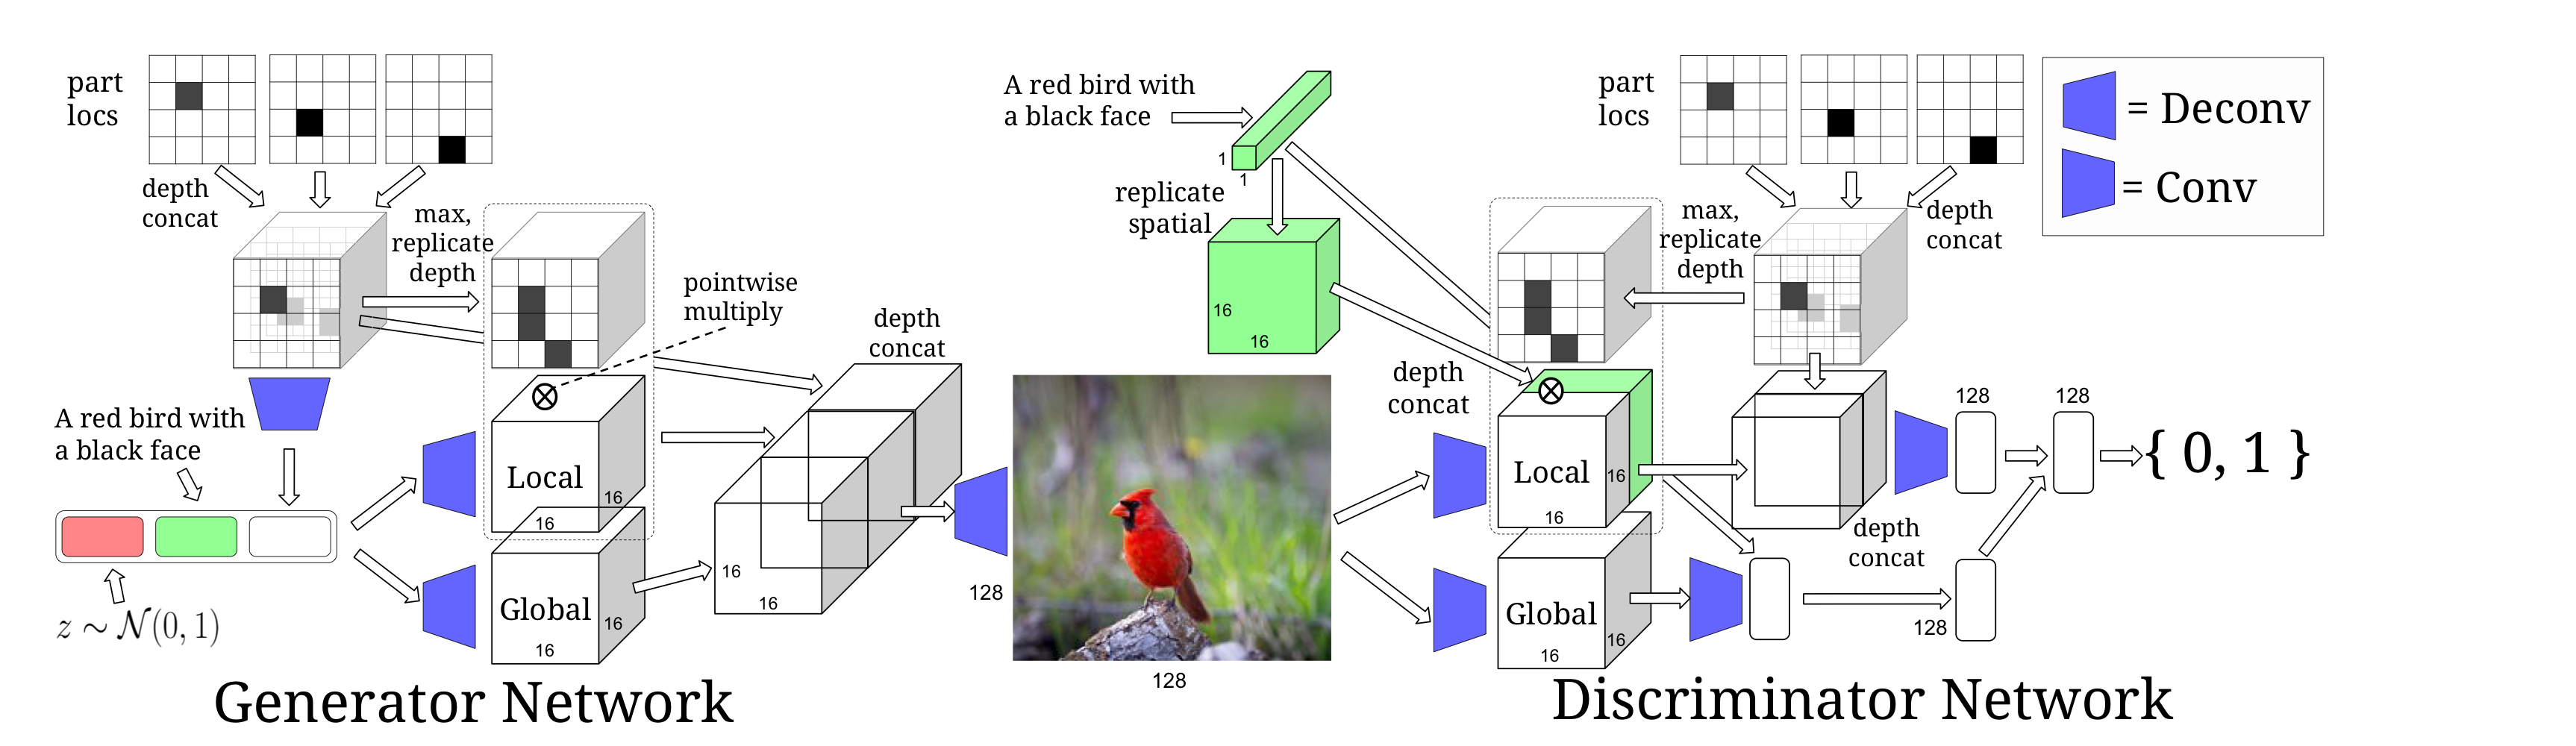 part
locs
depth
concat
max,
replicate
depth
pointwise
multiply
depth
concat
A red bird with
a black face
z ∼ 𝒩(0, 1)
Local
16
16
Global
16
16
16
16
128
128
Generator Network
A red bird with
a black face
1
1
replicate
spatial
16
16
depth
concat
part
locs
max,
replicate
depth
depth
concat
Local
16
16
Global
16
16
depth
concat
128
128
128
{ 0, 1 }
= Deconv
= Conv
Discriminator Network